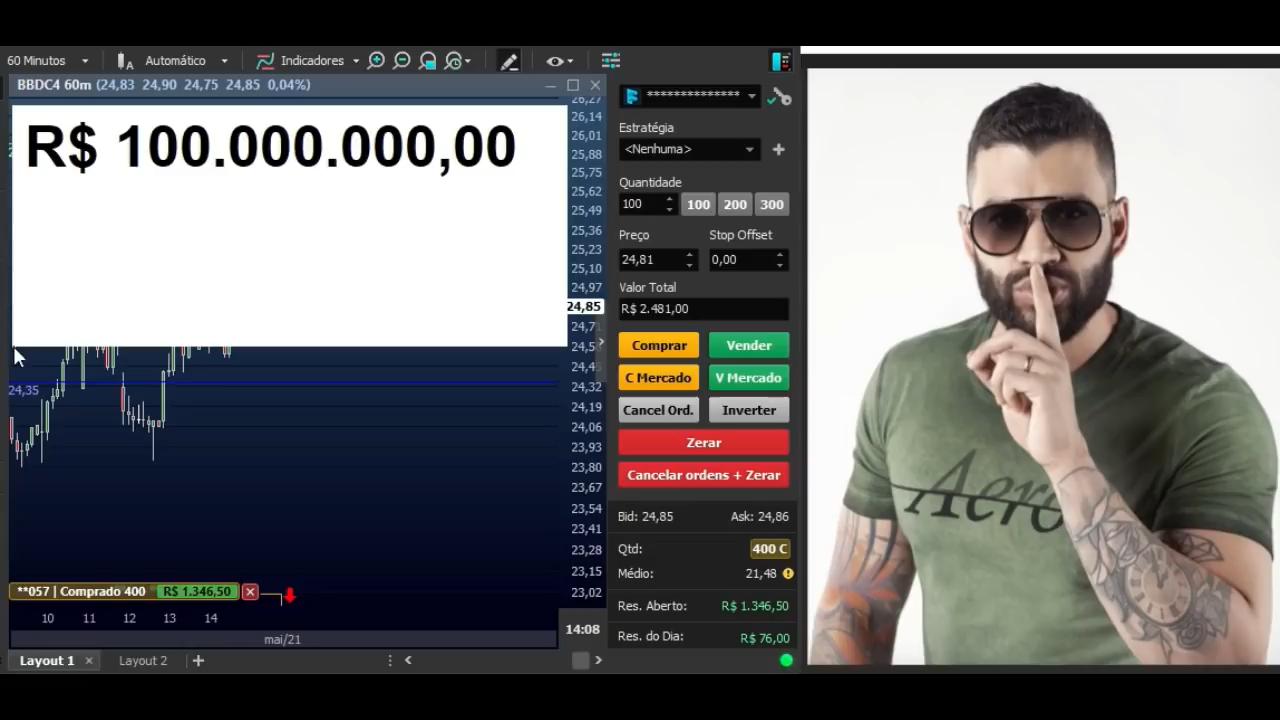 60 Minutos
Automático
Indicadores
BBDC4 60m (24,83 24,90 24,75 24,85 0,04%)
R$ 100.000.000,00
26,27
26,14
26,01
25,88
25,75
25,62
25,49
25,36
25,23
25,10
24,97
24,85
24,32
24,19
24,06
23,93
23,80
23,67
23,54
23,41
23,28
23,15
23,02
24,35
**057 | Comprado 400 R$ 1.346,50
10 11 12 13 14
mai/21
14:08
Layout 1
Layout 2
**************
Estratégia
<Nenhuma>
Quantidade
100 100 200 300
Preço Stop Offset
24,81 0,00
Valor Total
R$ 2.481,00
Comprar Vender
C Mercado V Mercado
Cancel Ord. Inverter
Zerar
Cancelar ordens + Zerar
Bid: 24,85 Ask: 24,86
Qtd: 400 C
Médio: 21,48
Res. Aberto: R$ 1.346,50
Res. do Dia: R$ 76,00
Aero